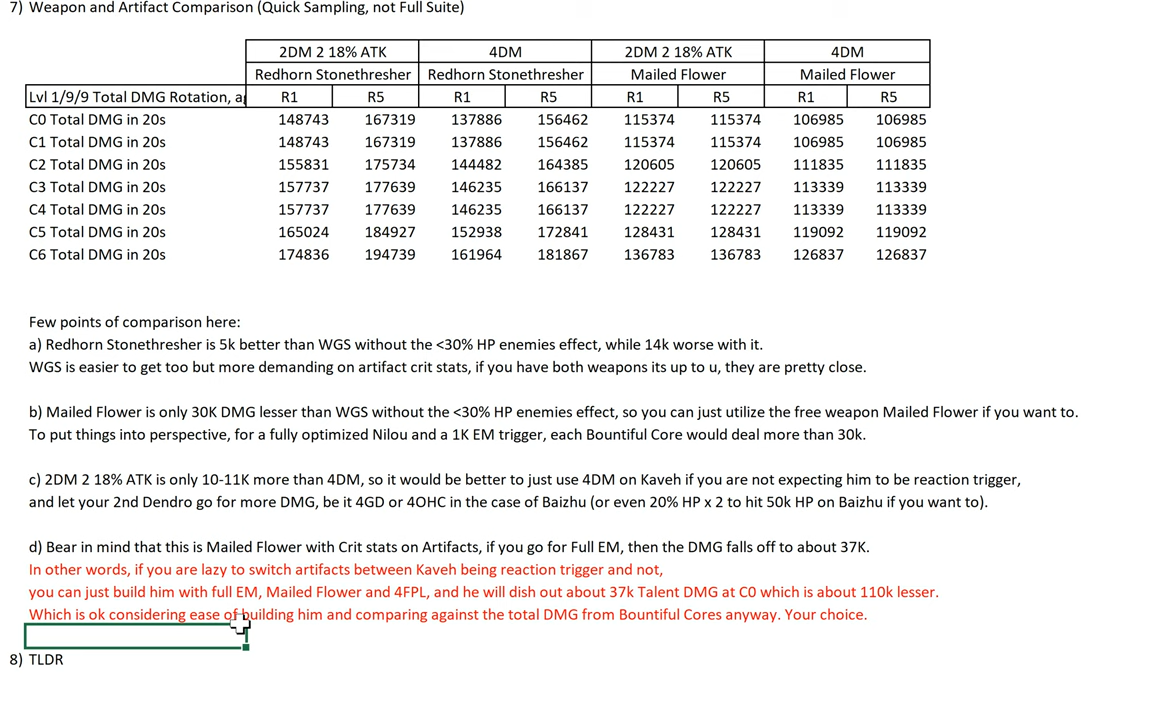 7) Weapon and Artifact Comparison (Quick Sampling, not Full Suite)
2DM 2 18% ATK 4DM 2DM 2 18% ATK 4DM
Redhorn Stonethresher Redhorn Stonethresher Mailed Flower Mailed Flower
Lvl 1/9/9 Total DMG Rotation, R1 R5 R1 R5 R1 R5 R1 R5
C0 Total DMG in 20s 148743 167319 137886 156462 115374 115374 106985 106985
C1 Total DMG in 20s 148743 167319 137886 156462 115374 115374 106985 106985
C2 Total DMG in 20s 155831 175734 144482 164385 120605 120605 111835 111835
C3 Total DMG in 20s 157737 177639 146235 166137 122227 122227 113339 113339
C4 Total DMG in 20s 157737 177639 146235 166137 122227 122227 113339 113339
C5 Total DMG in 20s 165024 184927 152938 172841 128431 128431 119092 119092
C6 Total DMG in 20s 174836 194739 161964 181867 136783 136783 126837 126837
Few points of comparison here:
a) Redhorn Stonethresher is 5k better than WGS without the <30% HP enemies effect, while 14k worse with it.
WGS is easier to get too but more demanding on artifact crit stats, if you have both weapons its up to u, they are pretty close.
b) Mailed Flower is only 30K DMG lesser than WGS without the <30% HP enemies effect, so you can just utilize the free weapon Mailed Flower if you want to.
To put things into perspective, for a fully optimized Nilou and a 1K EM trigger, each Bountiful Core would deal more than 30k.
c) 2DM 2 18% ATK is only 10-11K more than 4DM, so it would be better to just use 4DM on Kaveh if you are not expecting him to be reaction trigger,
and let your 2nd Dendro go for more DMG, be it 4GD or 4OHC in the case of Baizhu (or even 20% HP x 2 to hit 50k HP on Baizhu if you want to).
d) Bear in mind that this is Mailed Flower with Crit stats on Artifacts, if you go for Full EM, then the DMG falls off to about 37K.
In other words, if you are lazy to switch artifacts between Kaveh being reaction trigger and not,
you can just build him with full EM, Mailed Flower and 4FPL, and he will dish out about 37k Talent DMG at C0 which is about 110k lesser.
Which is ok considering ease of building him and comparing against the total DMG from Bountiful Cores anyway. Your choice.
8) TLDR